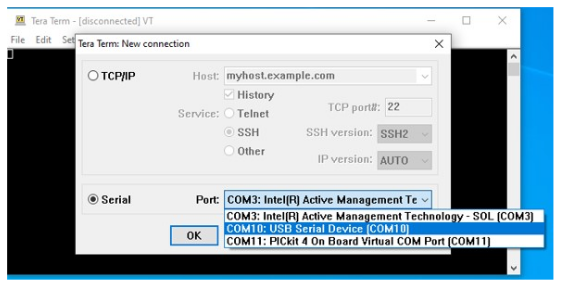 VT Tera Term - [disconnected] VT
File Edit Set
Tera Term: New connection
TCP/IP Host: myhost.example.com
History
Service: Telnet TCP port#: 22
SSH SSH version: SSH2
Other IP version: AUTO
Serial Port: COM3: Intel(R) Active Management Te
COM3: Intel(R) Active Management Technology - SOL (COM3)
COM10: USB Serial Device (COM10)
COM11: PICkit 4 On Board Virtual COM Port (COM11)
OK